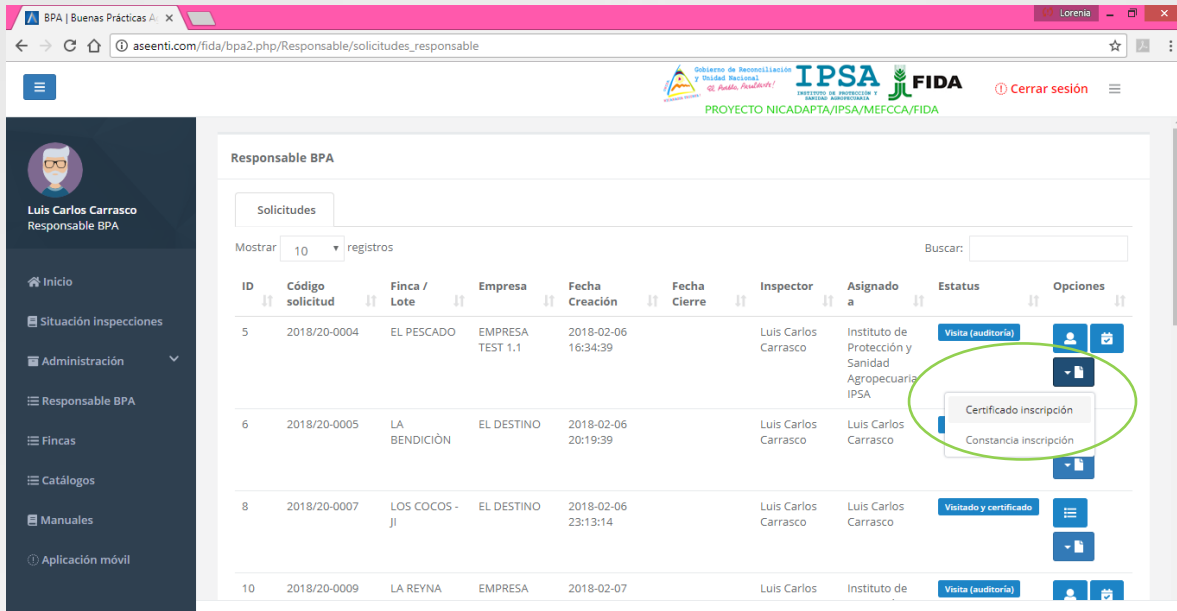 BPA | Buenas Prácticas A
Lorenia
aseenti.com/fida/bpa2.php/Responsable/solicitudes_responsable
Gobierno de Reconciliación
y Unidad Nacional
El Pueblo, Presidente!
IPSA
INSTITUTO DE PROTECCIÓN Y
SANIDAD AGROPECUARIA
FIDA
PROYECTO NICADAPTA/IPSA/MEFCCA/FIDA
Cerrar sesión
Luis Carlos Carrasco
Responsable BPA
Inicio
Situación inspecciones
Administración
Responsable BPA
Fincas
Catálogos
Manuales
Aplicación móvil
Responsable BPA
Solicitudes
Mostrar 10 registros
Buscar:
ID Código solicitud Finca / Lote Empresa Fecha Creación Fecha Cierre Inspector Asignado a Estatus Opciones
5 2018/20-0004 EL PESCADO EMPRESA TEST 1.1 2018-02-06 16:34:39 Luis Carlos Carrasco Instituto de Protección y Sanidad Agropecuaria IPSA Visita (auditoría)
Certificado inscripción
Constancia inscripción
6 2018/20-0005 LA BENDICIÒN EL DESTINO 2018-02-06 20:19:39 Luis Carlos Carrasco Luis Carlos Carrasco
8 2018/20-0007 LOS COCOS - JI EL DESTINO 2018-02-06 23:13:14 Luis Carlos Carrasco Luis Carlos Carrasco Visitado y certificado
10 2018/20-0009 LA REYNA EMPRESA 2018-02-07 Luis Carlos Instituto de Visita (auditoría)